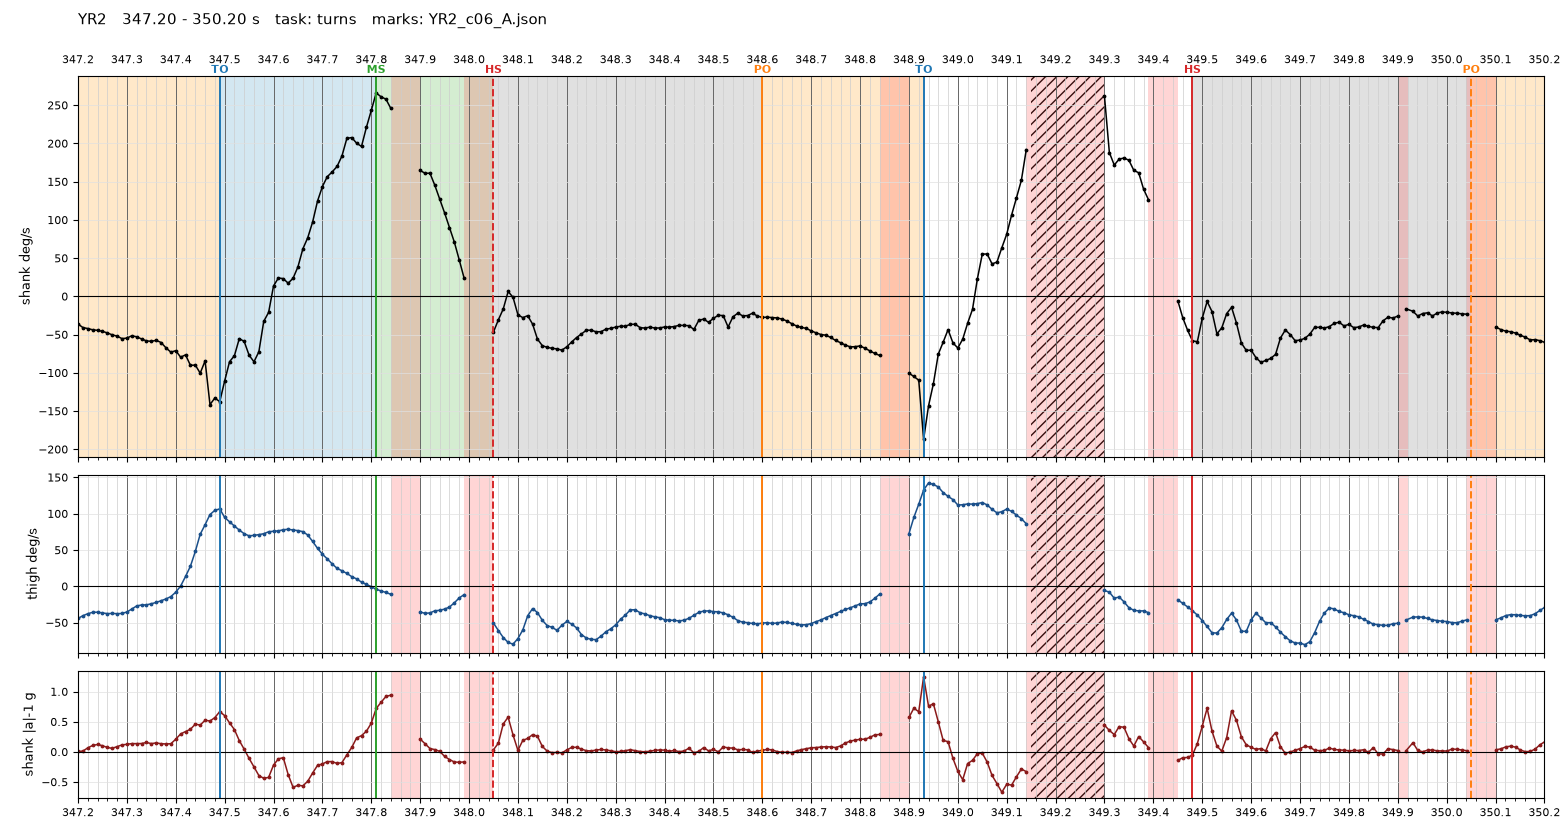 YR2   347.20 - 350.20 s   task: turns   marks: YR2_c06_A.json
347.2 347.3 347.4 347.5 347.6 347.7 347.8 347.9 348.0 348.1 348.2 348.3 348.4 348.5 348.6 348.7 348.8 348.9 349.0 349.1 349.2 349.3 349.4 349.5 349.6 349.7 349.8 349.9 350.0 350.1 350.2
TO MS HS PO TO HS PO
shank deg/s
250
200
150
100
50
0
−50
−100
−150
−200
thigh deg/s
150
100
50
0
−50
shank |a|-1 g
1.0
0.5
0.0
−0.5
347.2 347.3 347.4 347.5 347.6 347.7 347.8 347.9 348.0 348.1 348.2 348.3 348.4 348.5 348.6 348.7 348.8 348.9 349.0 349.1 349.2 349.3 349.4 349.5 349.6 349.7 349.8 349.9 350.0 350.1 350.2